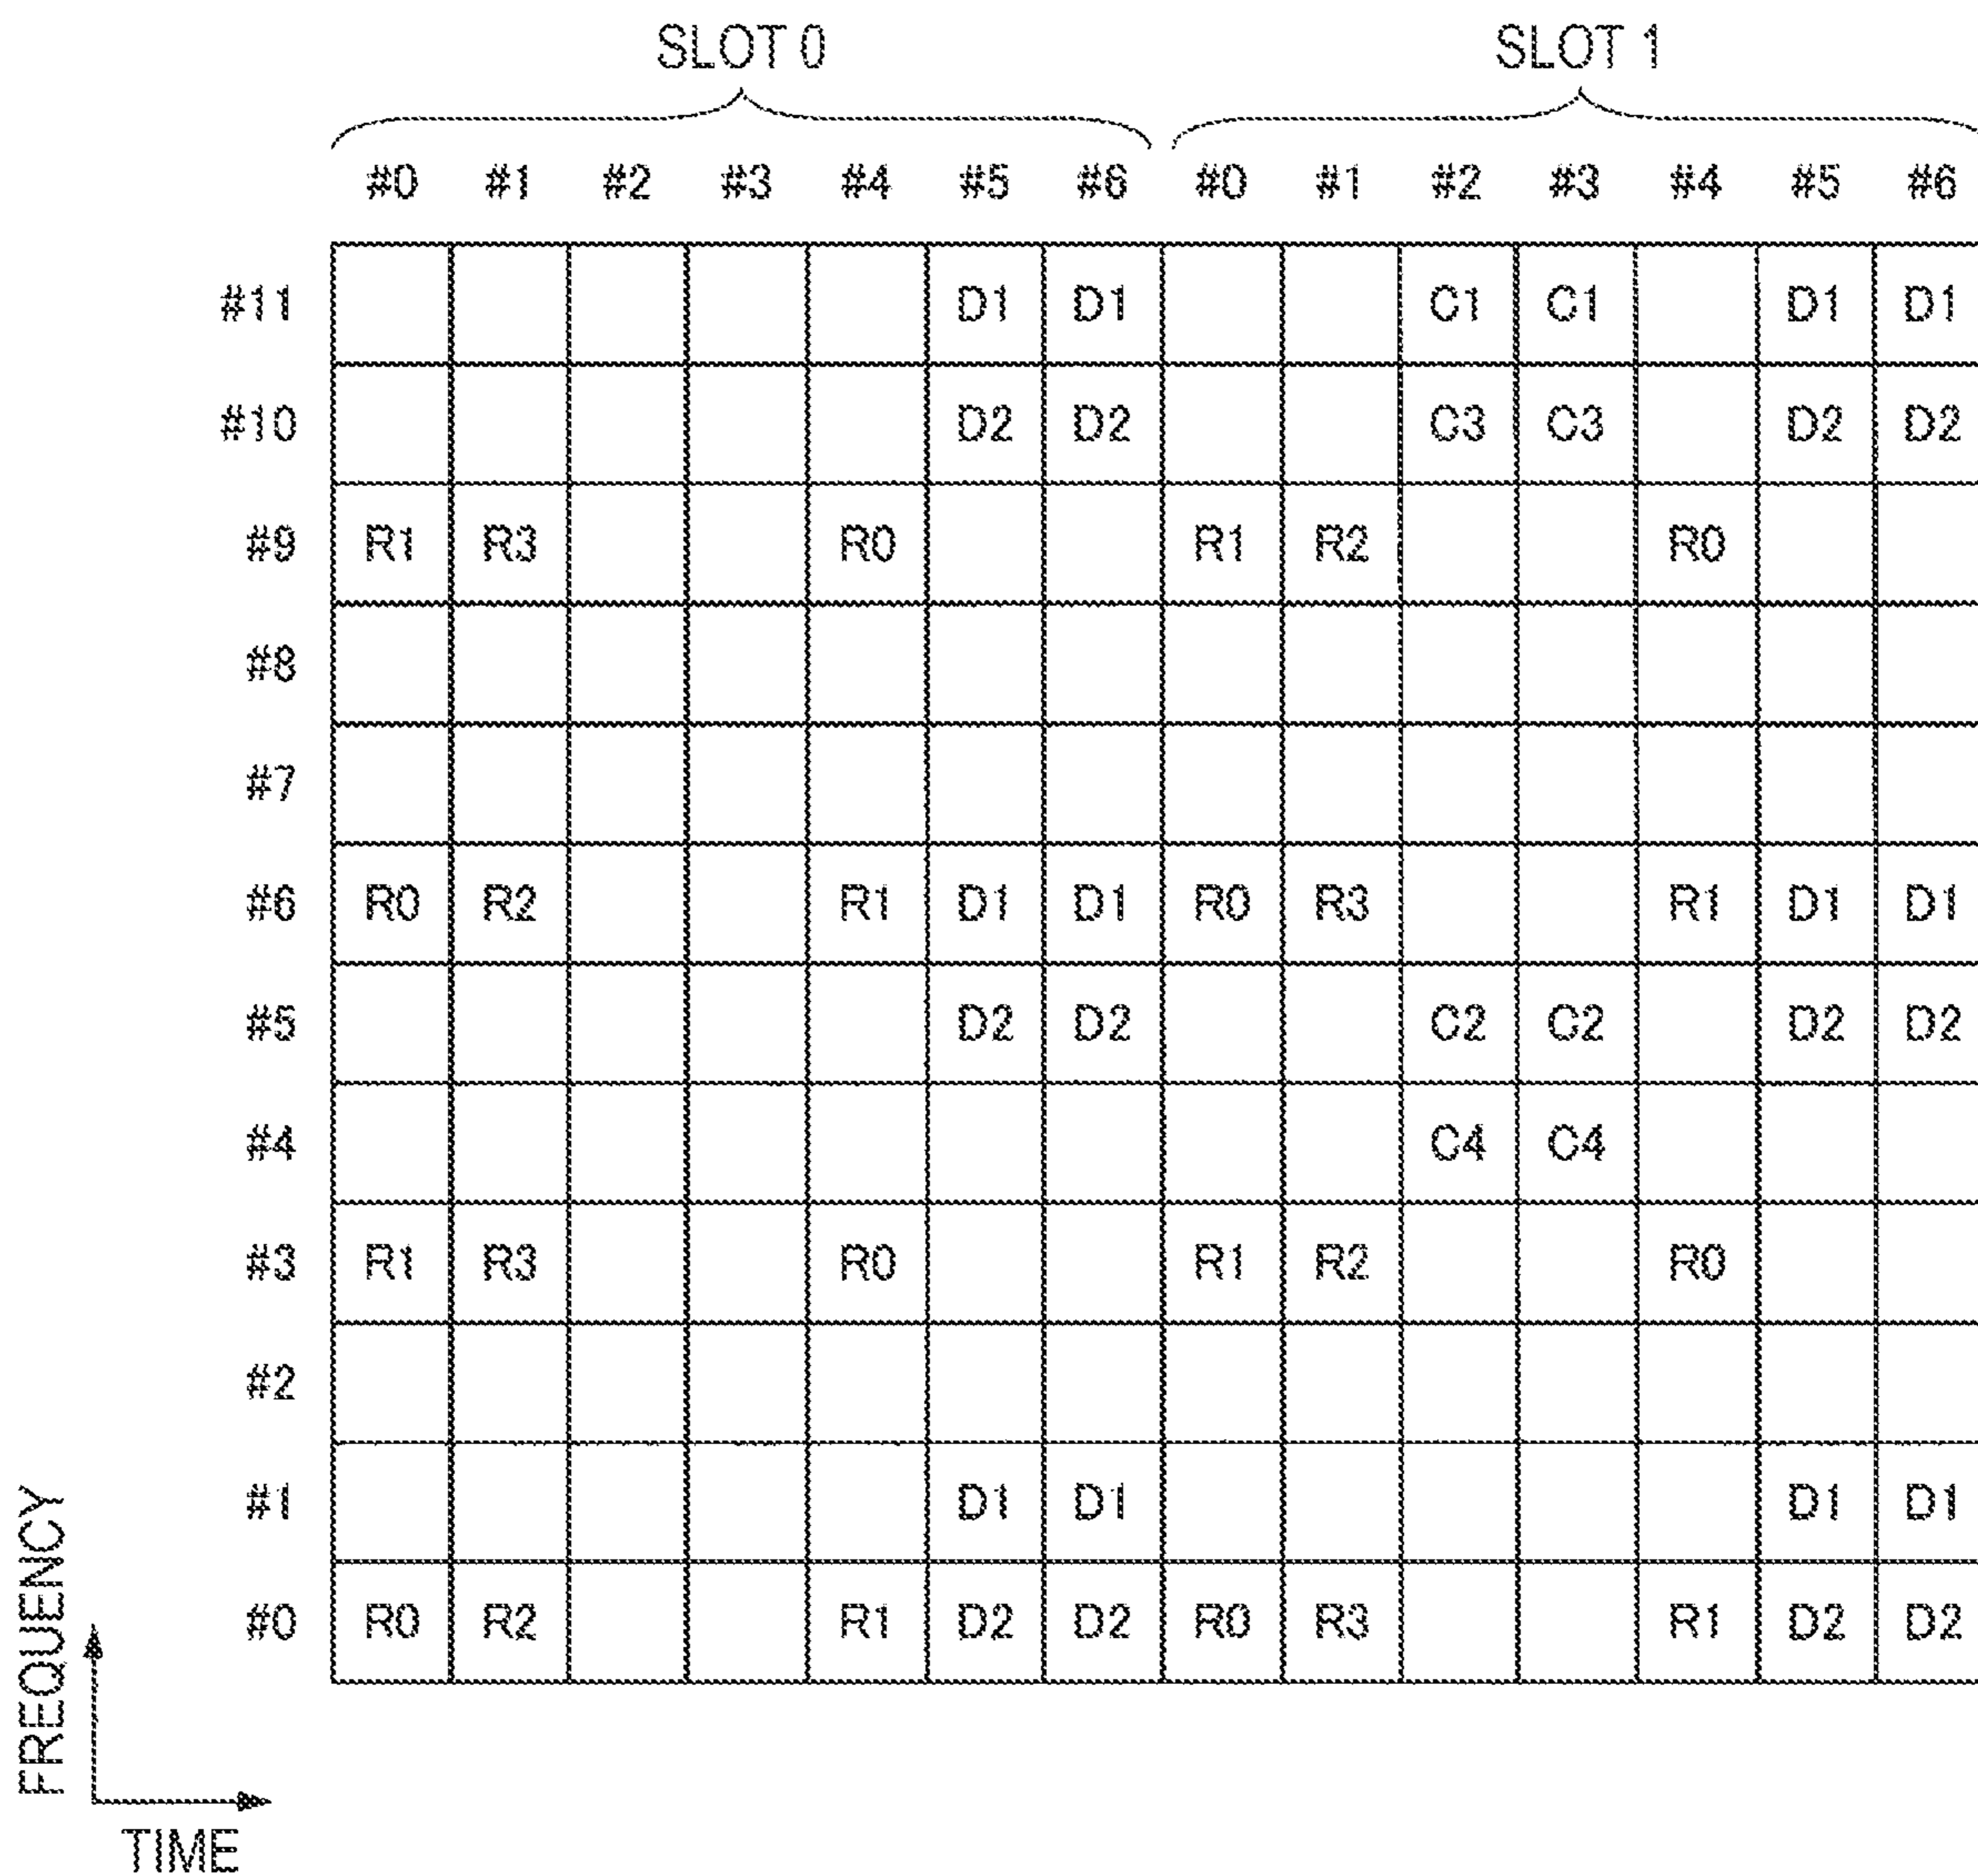 SLOT 0 SLOT 1
#0 #1 #2 #3 #4 #5 #6 #0 #1 #2 #3 #4 #5 #6
#11 D1 D1 C1 C1 D1 D1
#10 D2 D2 C3 C3 D2 D2
#9 R1 R3 R0 R1 R2 R0
#8
#7
#6 R0 R2 R1 D1 D1 R0 R3 R1 D1 D1
#5 D2 D2 C2 C2 D2 D2
#4 C4 C4
#3 R1 R3 R0 R1 R2 R0
#2
#1 D1 D1 D1 D1
#0 R0 R2 R1 D2 D2 R0 R3 R1 D2 D2
FREQUENCY
TIME